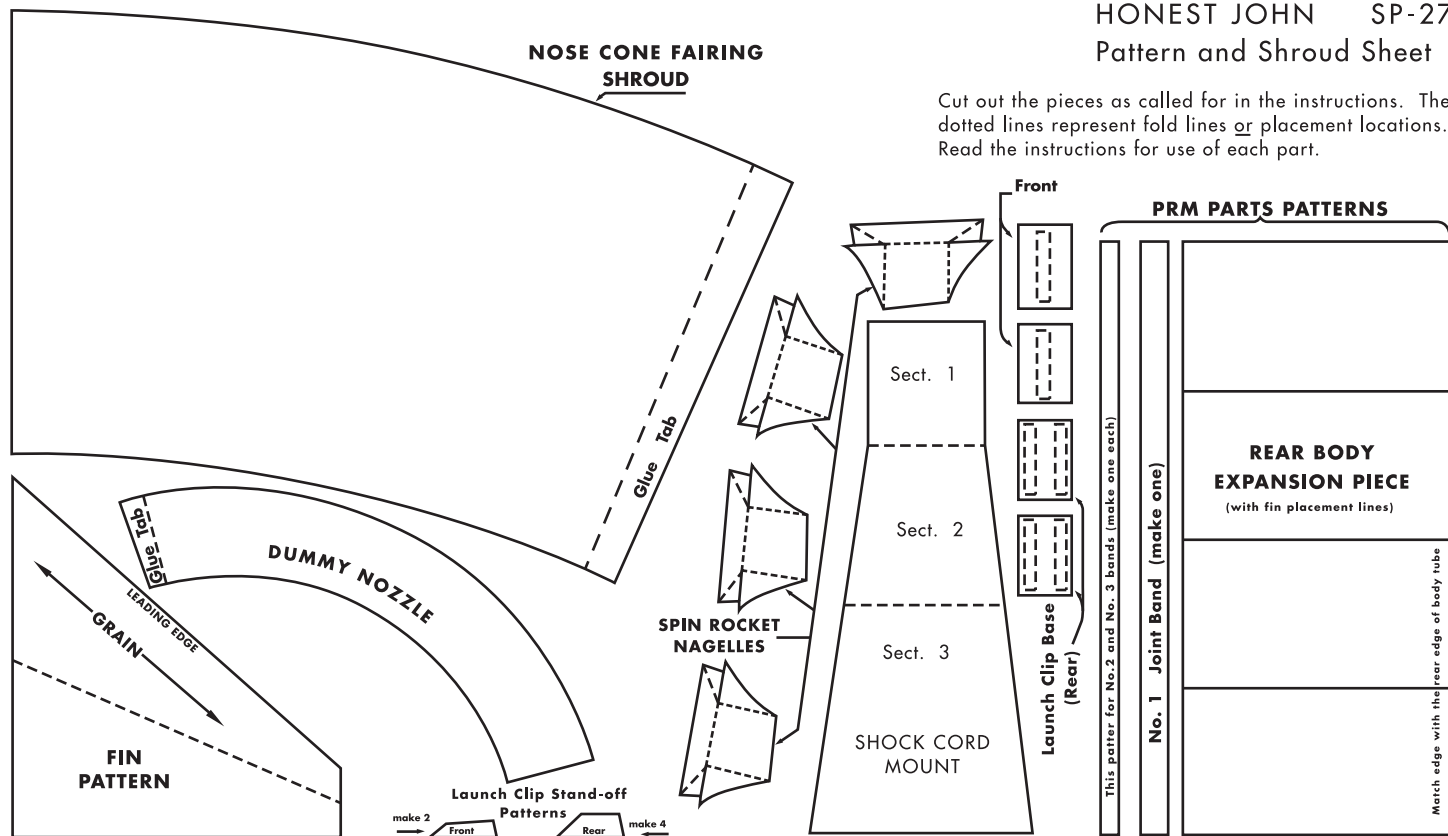 HONEST JOHN SP-27
Pattern and Shroud Sheet
Cut out the pieces as called for in the instructions. The
dotted lines represent fold lines or placement locations.
Read the instructions for use of each part.
NOSE CONE FAIRING
SHROUD
Glue Tab
Front
PRM PARTS PATTERNS
Sect. 1
Sect. 2
Sect. 3
SHOCK CORD
MOUNT
SPIN ROCKET
NAGELLES
Launch Clip Base
(Rear)
This patter for No.2 and No. 3 bands (make one each)
No. 1 Joint Band (make one)
REAR BODY
EXPANSION PIECE
(with fin placement lines)
Match edge with the rear edge of body tube
Glue Tab
DUMMY NOZZLE
LEADING EDGE
GRAIN
FIN
PATTERN
Launch Clip Stand-off
Patterns
make 2
Front
Rear
make 4